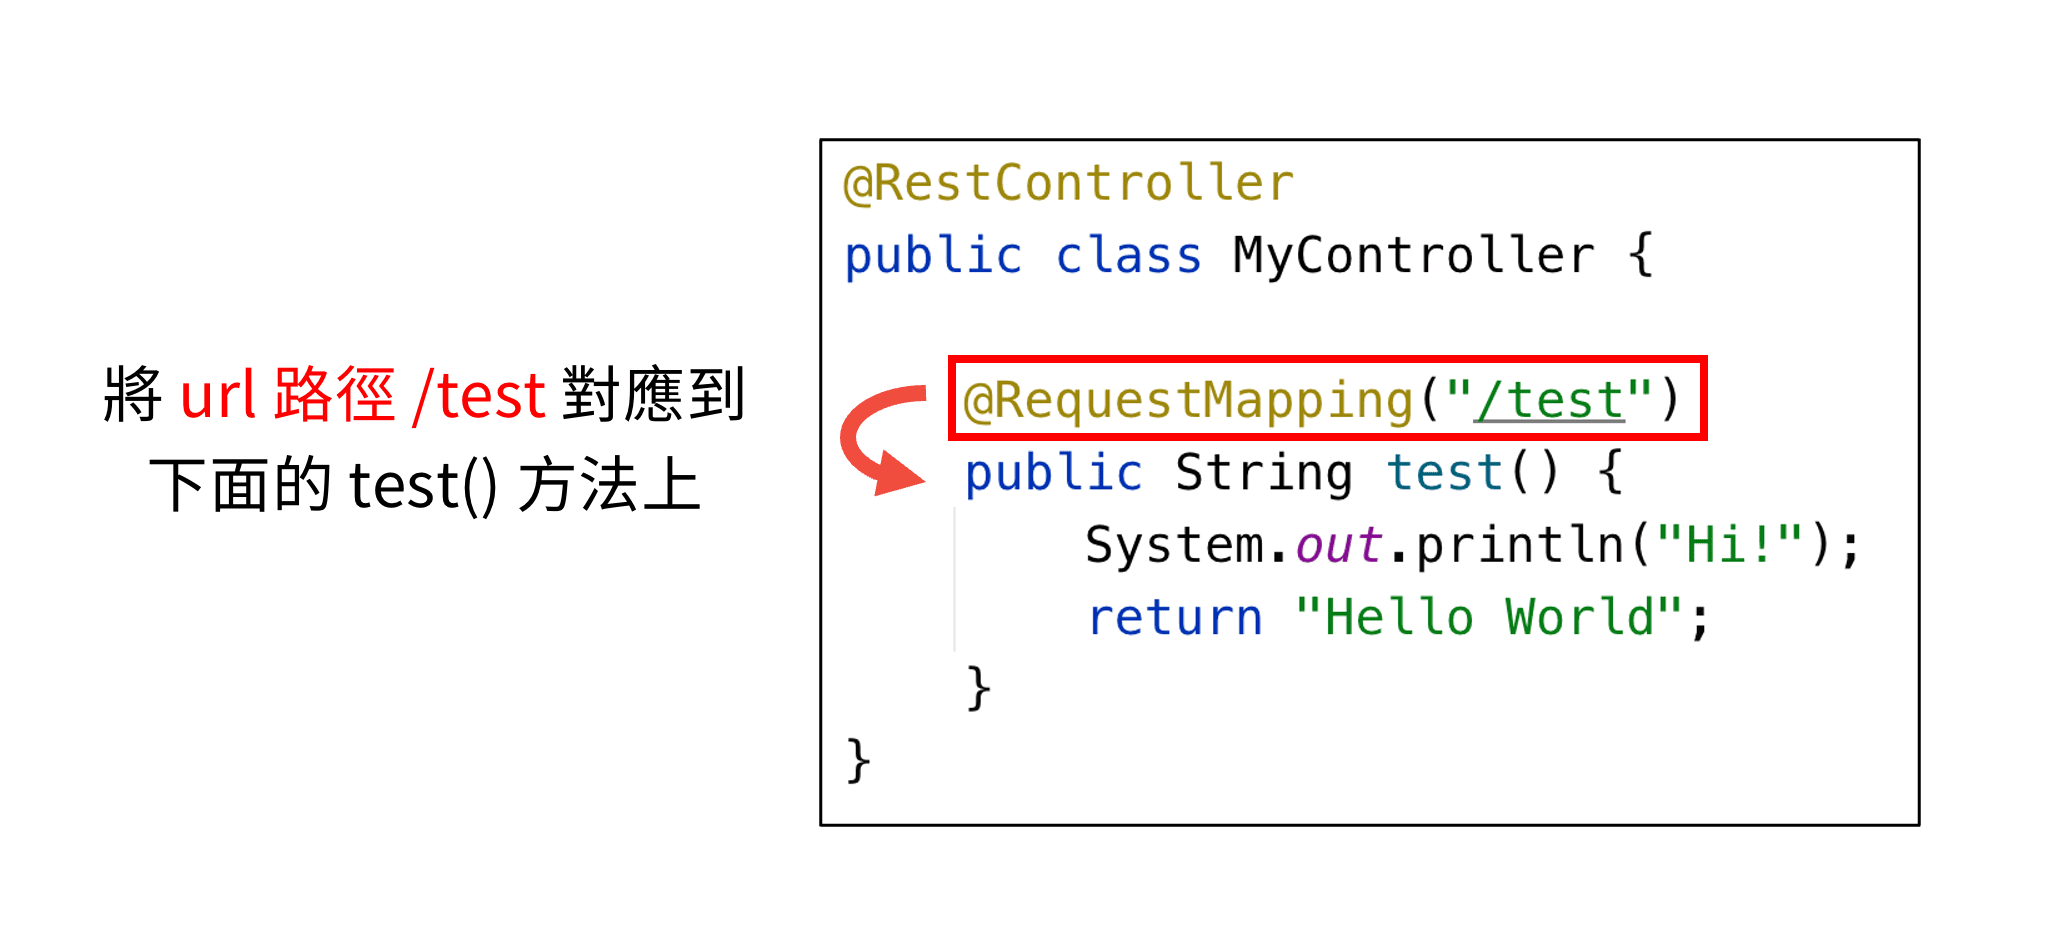 將 url 路徑 /test 對應到
下面的 test() 方法上
@RestController
public class MyController {
@RequestMapping("/test")
public String test() {
System.out.println("Hi!");
return "Hello World";
}
}